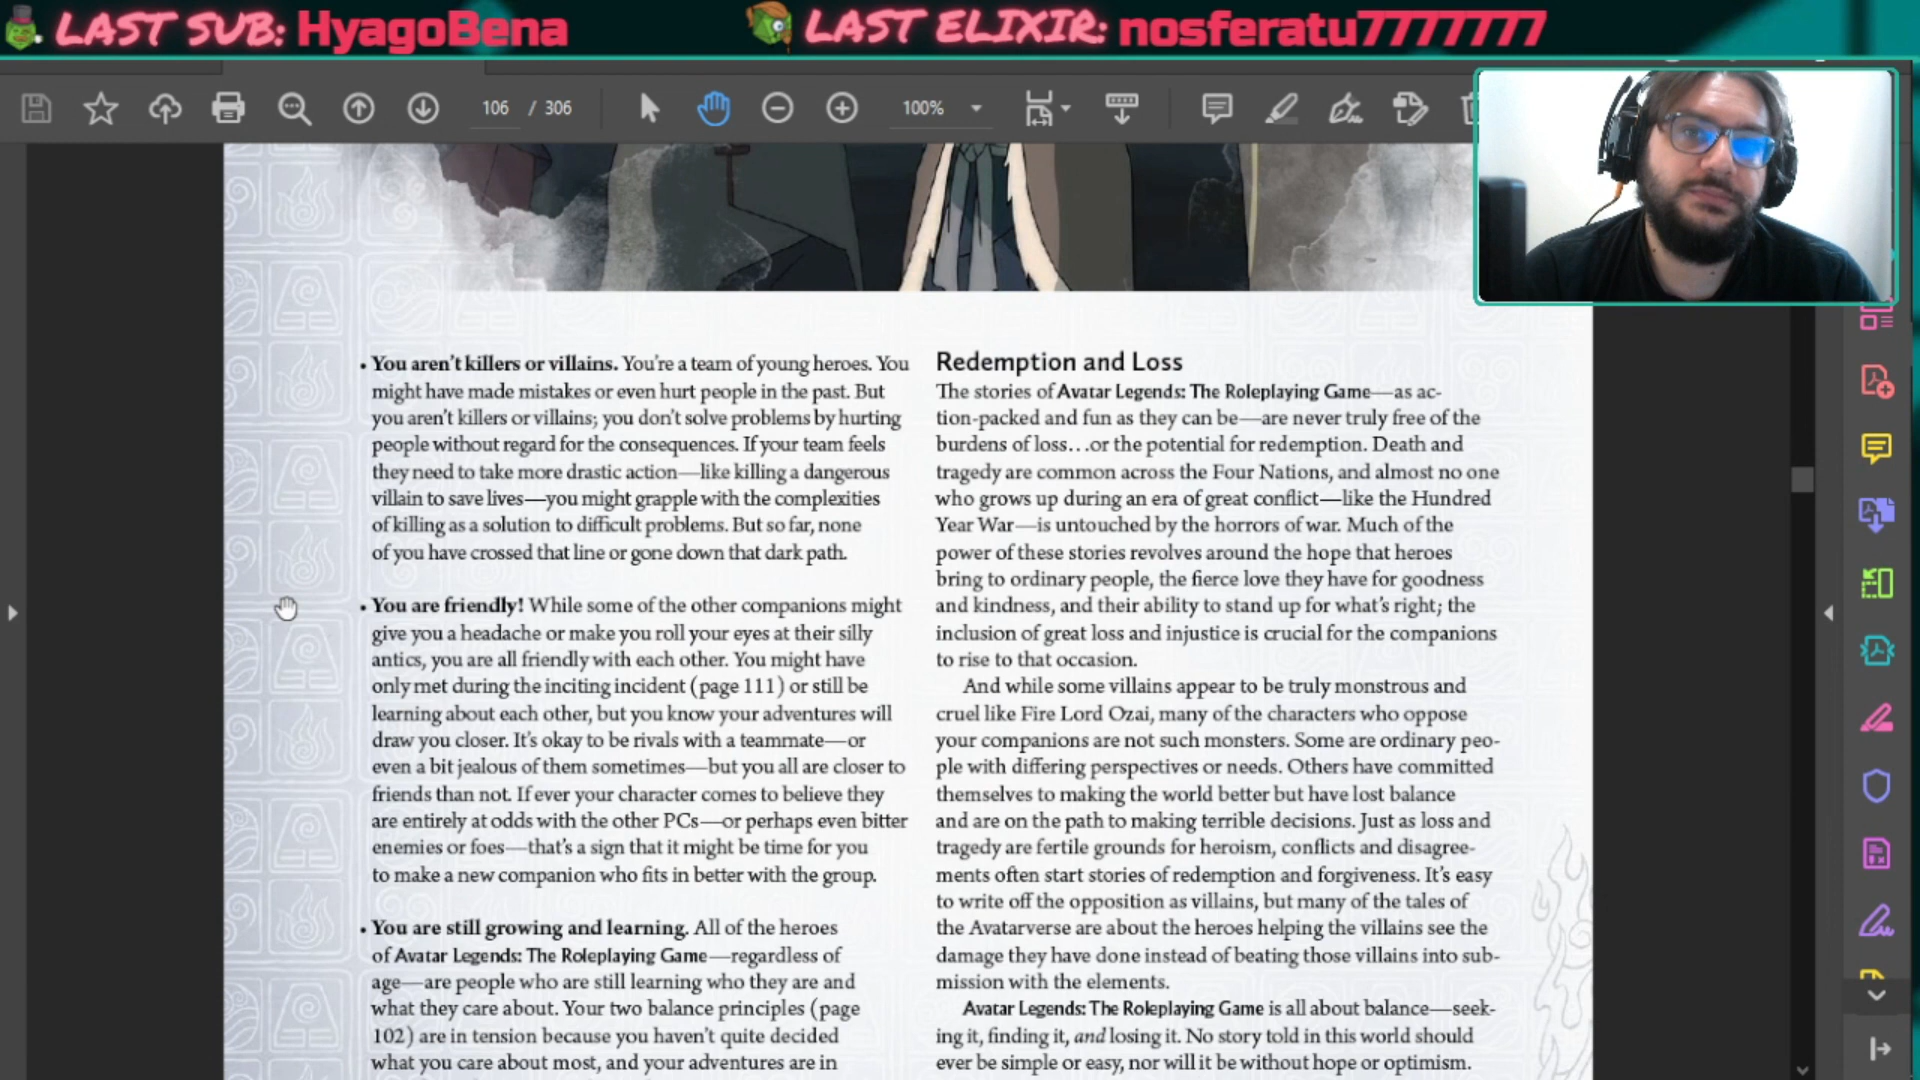 LAST SUB: HyagoBena
LAST ELIXIR: nosferatu7777777
106 / 306
100%
• You aren't killers or villains. You're a team of young heroes. You
might have made mistakes or even hurt people in the past. But
you aren't killers or villains; you don't solve problems by hurting
people without regard for the consequences. If your team feels
they need to take more drastic action—like killing a dangerous
villain to save lives—you might grapple with the complexities
of killing as a solution to difficult problems. But so far, none
of you have crossed that line or gone down that dark path.
• You are friendly! While some of the other companions might
give you a headache or make you roll your eyes at their silly
antics, you are all friendly with each other. You might have
only met during the inciting incident (page 111) or still be
learning about each other, but you know your adventures will
draw you closer. It's okay to be rivals with a teammate—or
even a bit jealous of them sometimes—but you all are closer to
friends than not. If ever your character comes to believe they
are entirely at odds with the other PCs—or perhaps even bitter
enemies or foes—that's a sign that it might be time for you
to make a new companion who fits in better with the group.
• You are still growing and learning. All of the heroes
of Avatar Legends: The Roleplaying Game—regardless of
age—are people who are still learning who they are and
what they care about. Your two balance principles (page
102) are in tension because you haven't quite decided
what you care about most, and your adventures are in
Redemption and Loss
The stories of Avatar Legends: The Roleplaying Game—as ac-
tion-packed and fun as they can be—are never truly free of the
burdens of loss…or the potential for redemption. Death and
tragedy are common across the Four Nations, and almost no one
who grows up during an era of great conflict—like the Hundred
Year War—is untouched by the horrors of war. Much of the
power of these stories revolves around the hope that heroes
bring to ordinary people, the fierce love they have for goodness
and kindness, and their ability to stand up for what's right; the
inclusion of great loss and injustice is crucial for the companions
to rise to that occasion.
And while some villains appear to be truly monstrous and
cruel like Fire Lord Ozai, many of the characters who oppose
your companions are not such monsters. Some are ordinary peo-
ple with differing perspectives or needs. Others have committed
themselves to making the world better but have lost balance
and are on the path to making terrible decisions. Just as loss and
tragedy are fertile grounds for heroism, conflicts and disagree-
ments often start stories of redemption and forgiveness. It's easy
to write off the opposition as villains, but many of the tales of
the Avatarverse are about the heroes helping the villains see the
damage they have done instead of beating those villains into sub-
mission with the elements.
Avatar Legends: The Roleplaying Game is all about balance—seek-
ing it, finding it, and losing it. No story told in this world should
ever be simple or easy, nor will it be without hope or optimism.